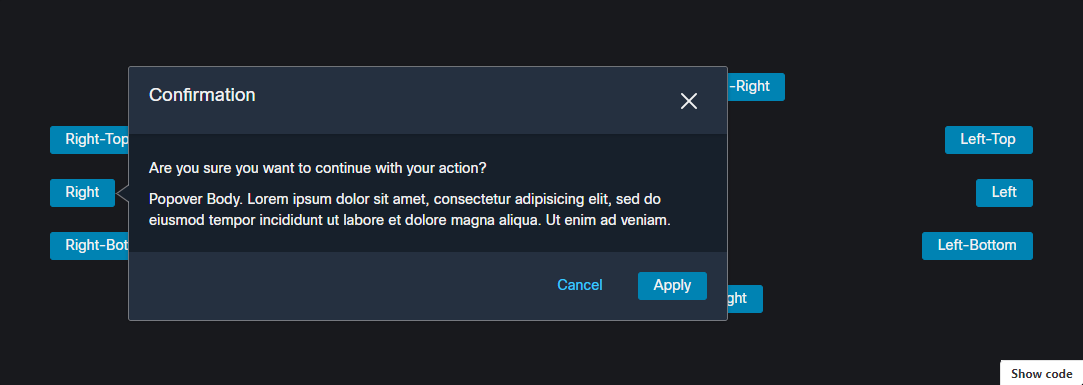 -Right
Confirmation
Right-Top
Left-Top
Are you sure you want to continue with your action?
Right
Popover Body. Lorem ipsum dolor sit amet, consectetur adipisicing elit, sed do
eiusmod tempor incididunt ut labore et dolore magna aliqua. Ut enim ad veniam.
Left
Right-Bot
Left-Bottom
Cancel
Apply
ght
Show code